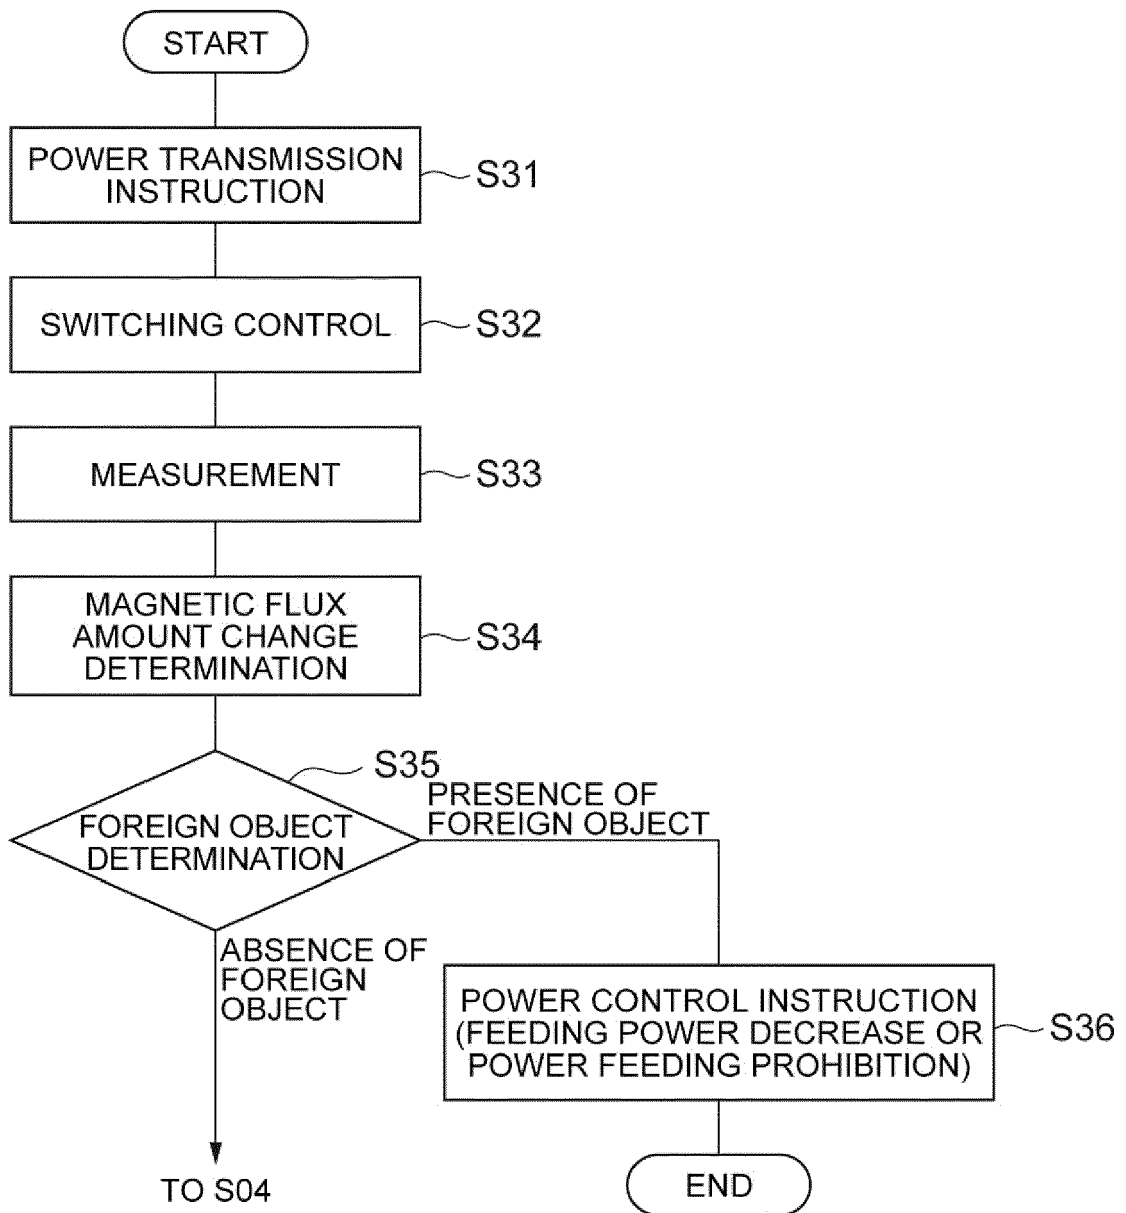 START
POWER TRANSMISSION
INSTRUCTION
S31
SWITCHING CONTROL
S32
MEASUREMENT
S33
MAGNETIC FLUX
AMOUNT CHANGE
DETERMINATION
S34
S35
FOREIGN OBJECT
DETERMINATION
PRESENCE OF
FOREIGN OBJECT
ABSENCE OF
FOREIGN
OBJECT
POWER CONTROL INSTRUCTION
(FEEDING POWER DECREASE OR
POWER FEEDING PROHIBITION)
S36
TO S04
END